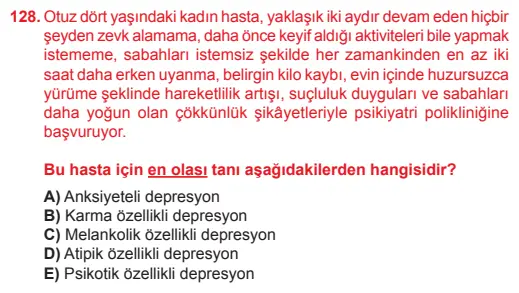 128. Otuz dört yaşındaki kadın hasta, yaklaşık iki aydır devam eden hiçbir
şeyden zevk alamama, daha önce keyif aldığı aktiviteleri bile yapmak
istememe, sabahları istemsiz şekilde her zamankinden en az iki
saat daha erken uyanma, belirgin kilo kaybı, evin içinde huzursuzca
yürüme şeklinde hareketlilik artışı, suçluluk duyguları ve sabahları
daha yoğun olan çökkünlük şikâyetleriyle psikiyatri polikliniğine
başvuruyor.
Bu hasta için en olası tanı aşağıdakilerden hangisidir?
A) Anksiyeteli depresyon
B) Karma özellikli depresyon
C) Melankolik özellikli depresyon
D) Atipik özellikli depresyon
E) Psikotik özellikli depresyon